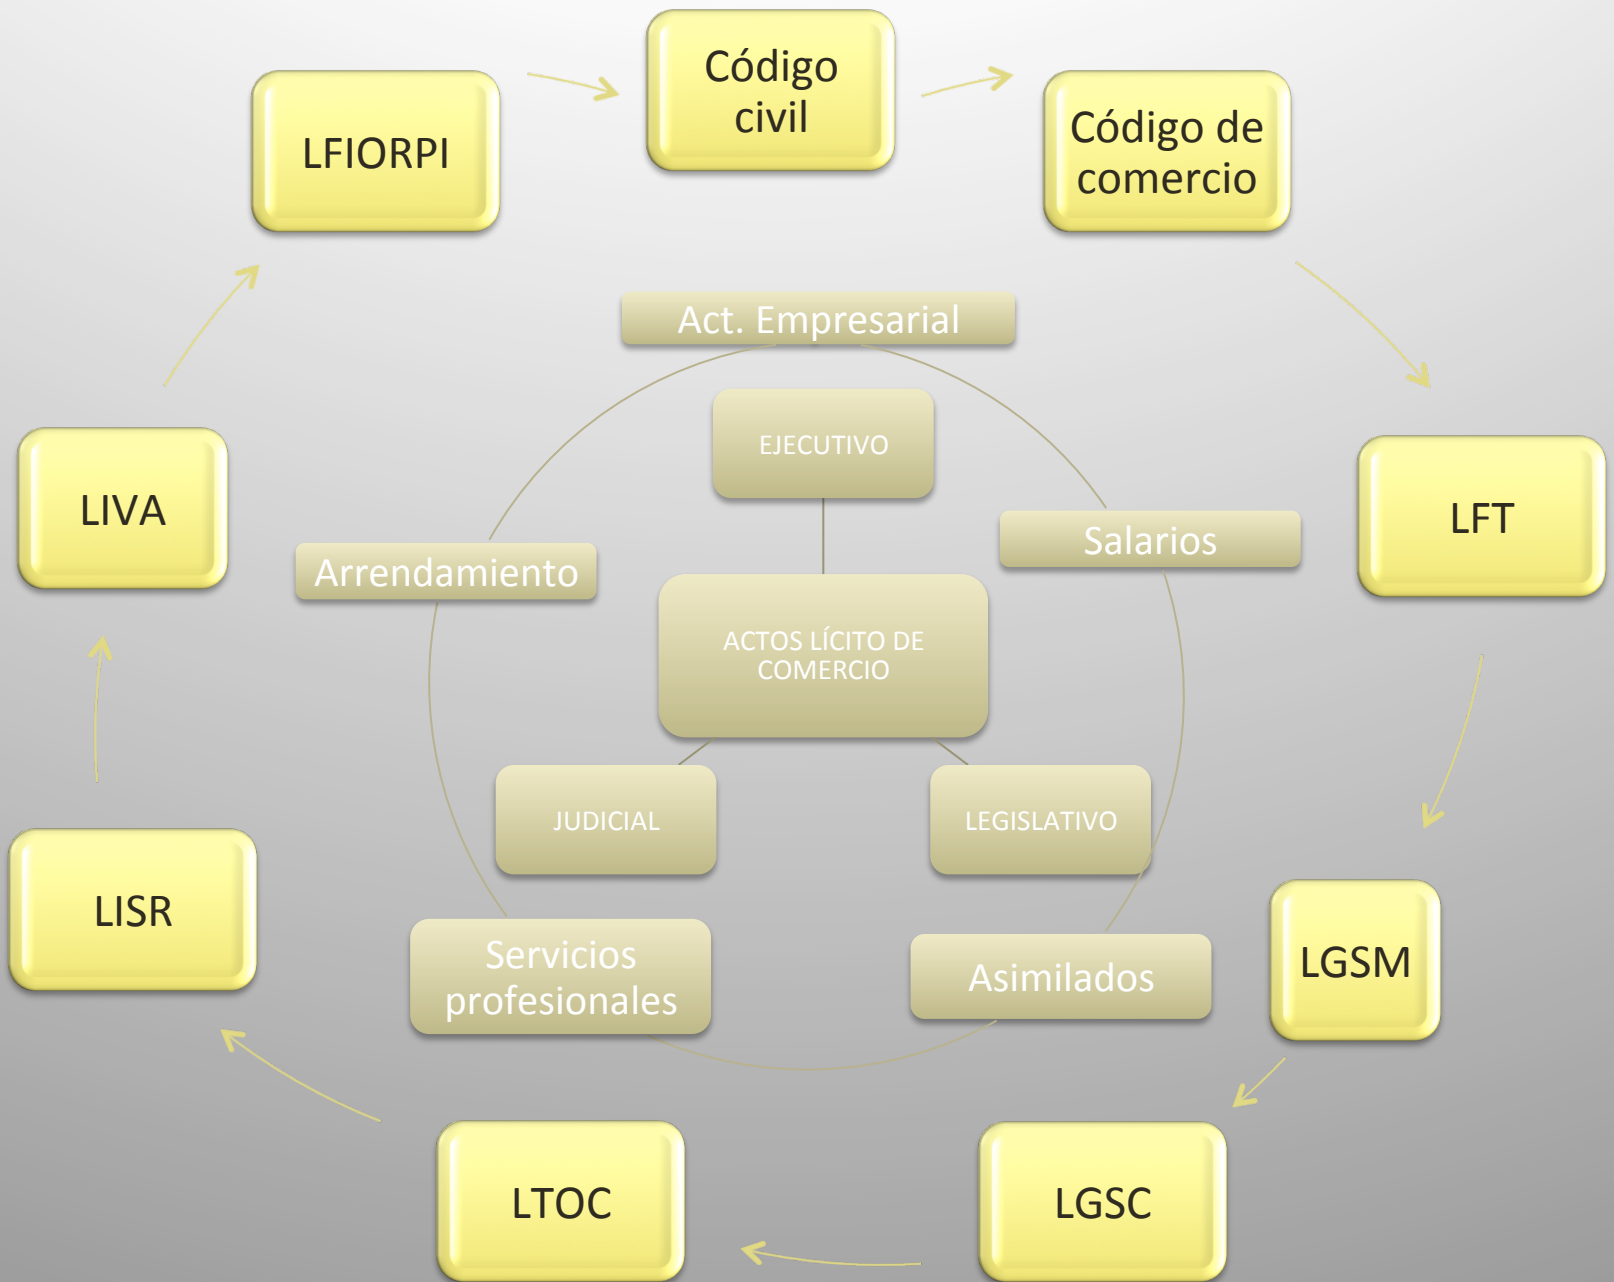 Código
civil
LFIORPI
Código de
comercio
Act. Empresarial
EJECUTIVO
LIVA
LFT
Salarios
Arrendamiento
ACTOS LÍCITO DE
COMERCIO
JUDICIAL
LEGISLATIVO
LISR
LGSM
Servicios
profesionales
Asimilados
LTOC
LGSC